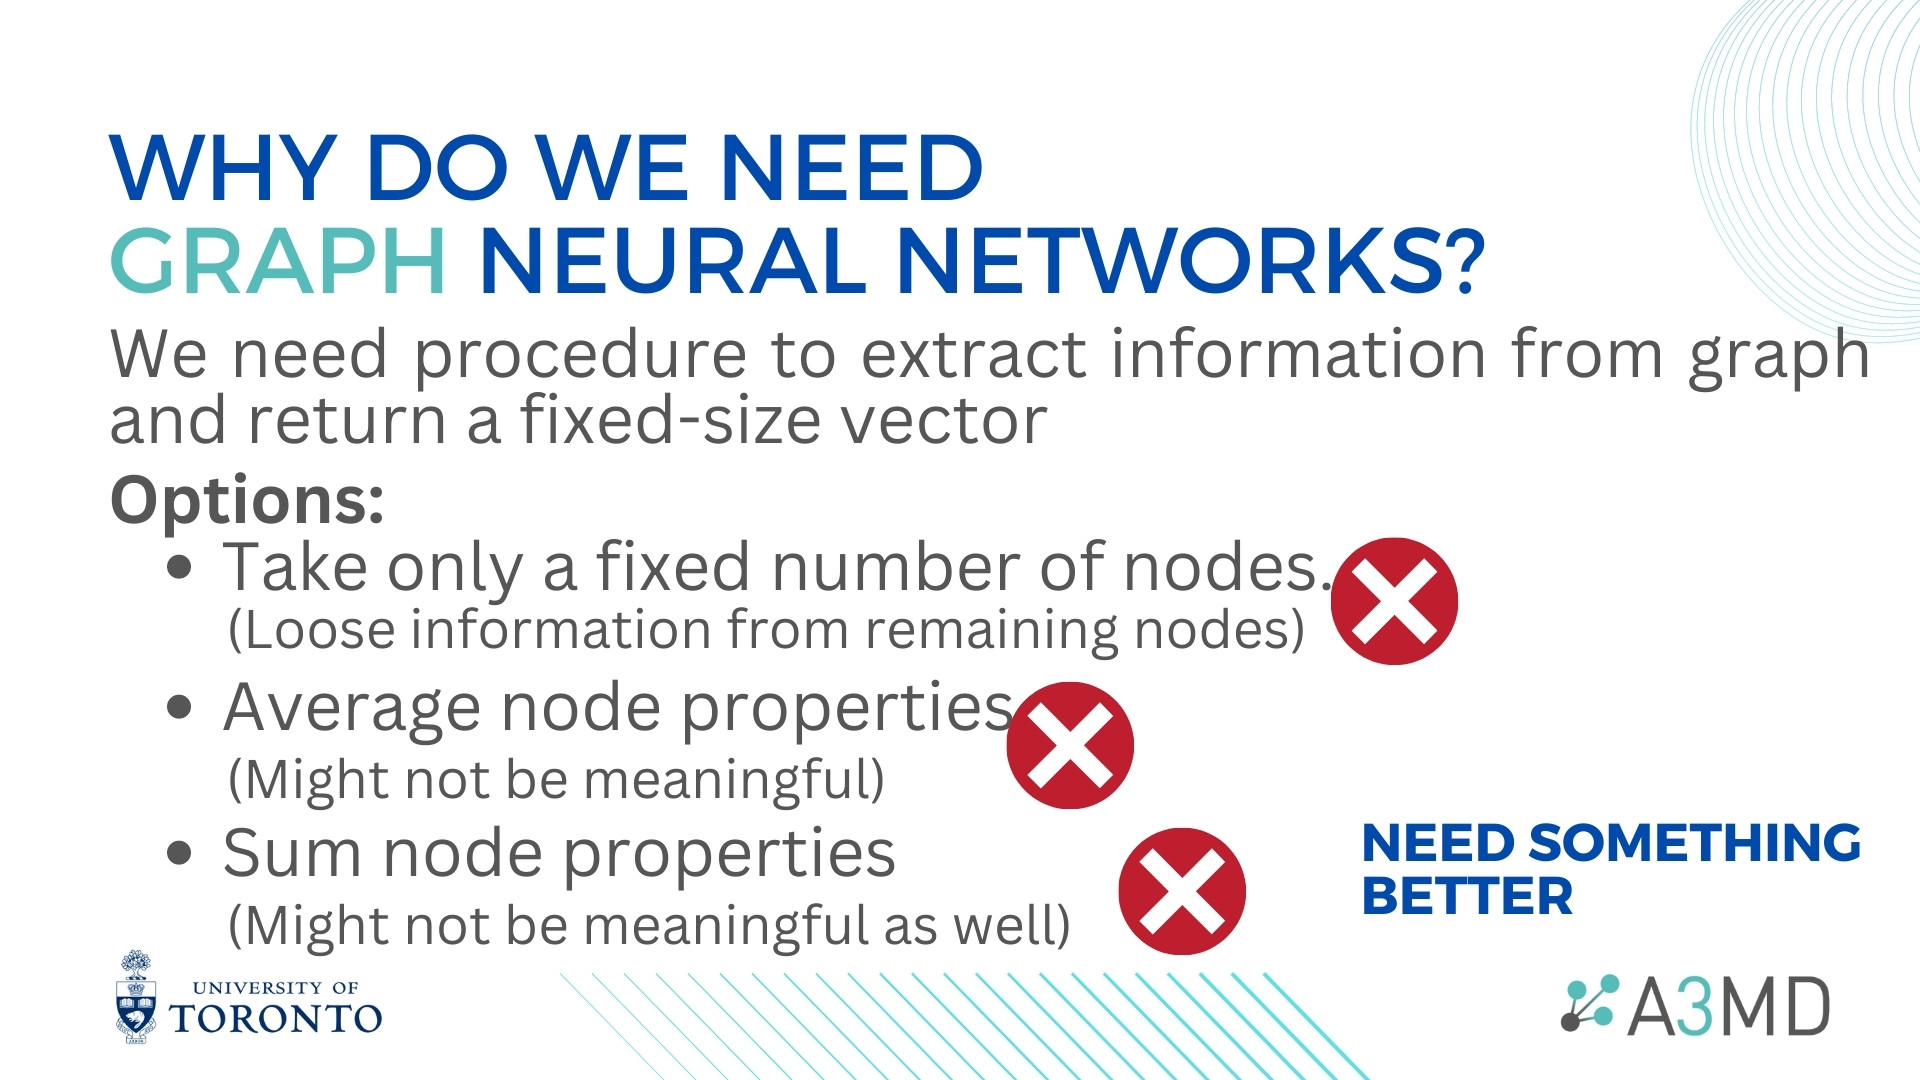 WHY DO WE NEED
GRAPH NEURAL NETWORKS?
We need procedure to extract information from graph
and return a fixed-size vector
Options:
• Take only a fixed number of nodes.
(Loose information from remaining nodes)
• Average node properties
(Might not be meaningful)
• Sum node properties
(Might not be meaningful as well)
NEED SOMETHING
BETTER
UNIVERSITY OF
TORONTO
A3MD